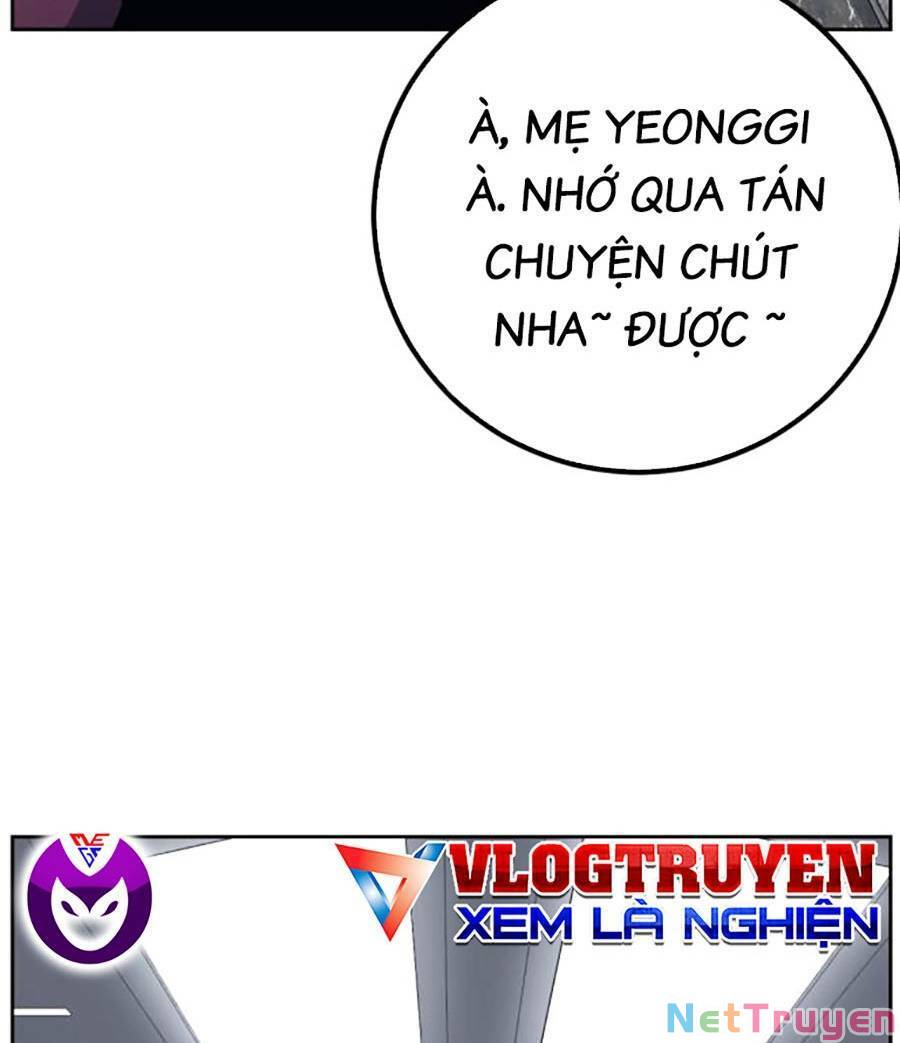 À, MẸ YEONGGI
À. NHỚ QUA TÁN
CHUYỆN CHÚT
NHA~ ĐƯỢC ~
VLOGTRUYEN
XEM LÀ NGHIỆN
NetTruyen